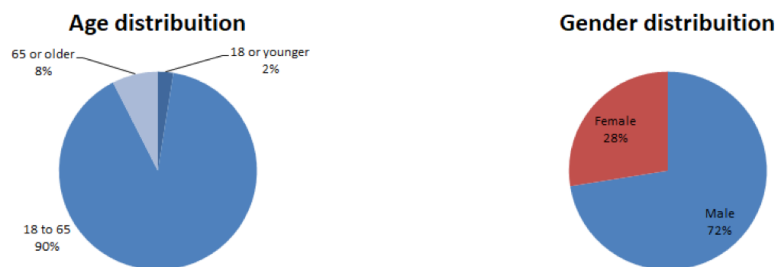 Age distribuition
65 or older
8%
18 or younger
2%
18 to 65
90%
Gender distribuition
Female
28%
Male
72%